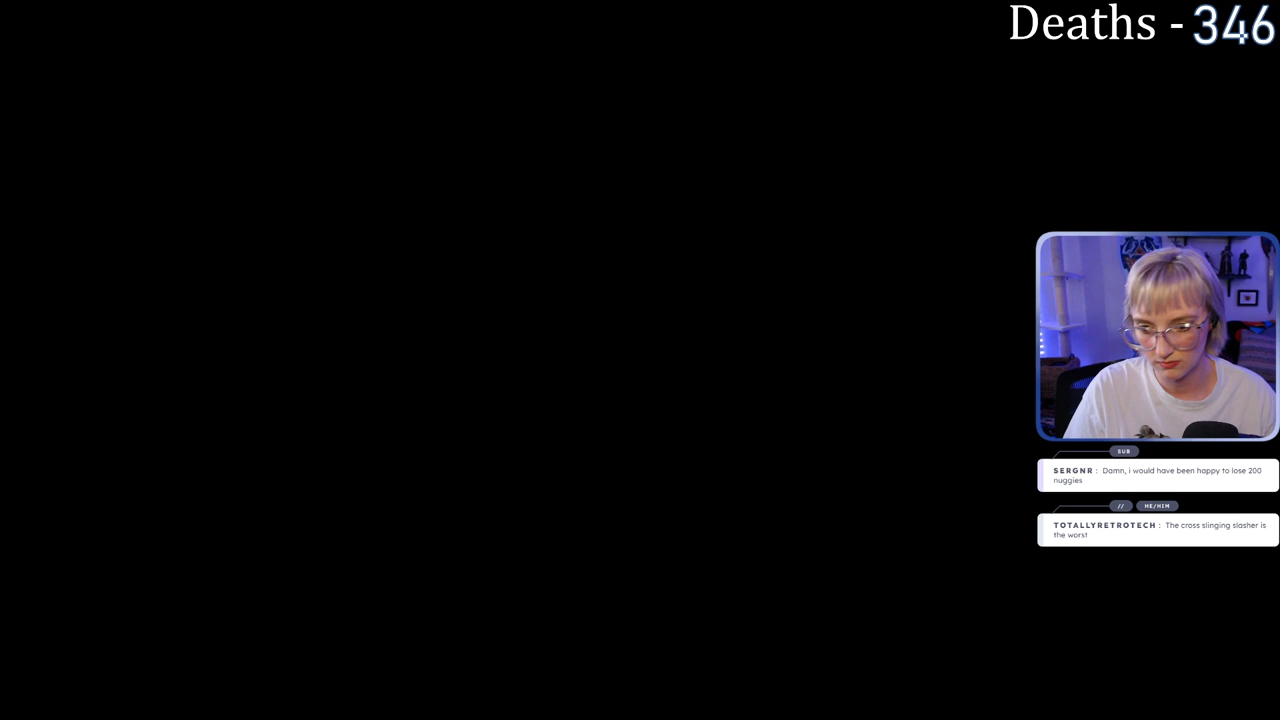 Deaths - 346
SUB
SERGNR : Damn, i would have been happy to lose 200
nuggies
// HE/HIM
TOTALLYRETROTECH : The cross slinging slasher is
the worst